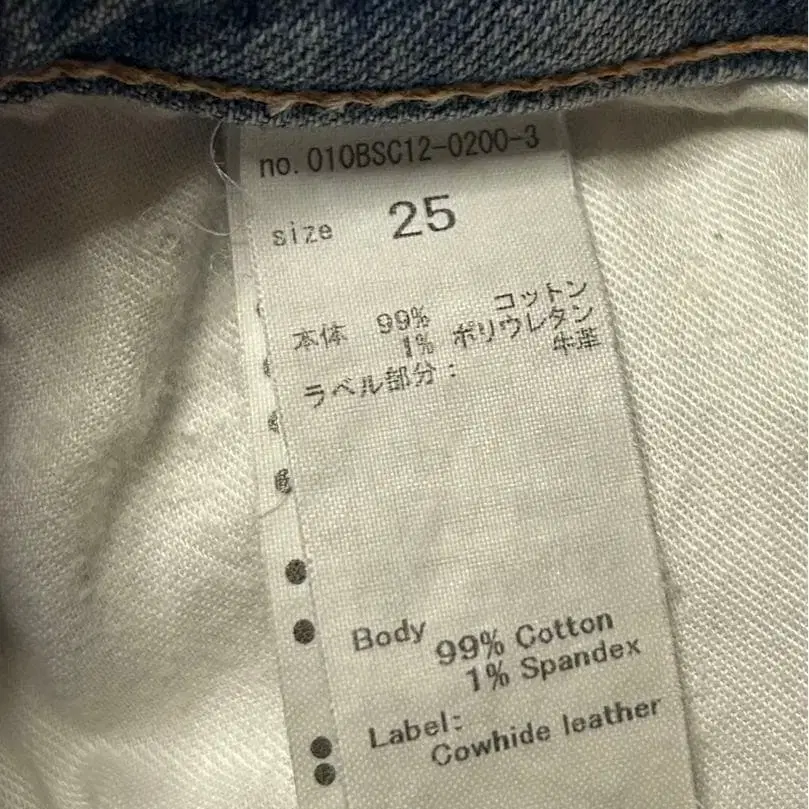 no. 010BSC12-0200-3
size 25
本体 99% コットン
1% ポリウレタン
ラベル部分: 牛革
Body 99% Cotton
1% Spandex
Label:
Cowhide leather